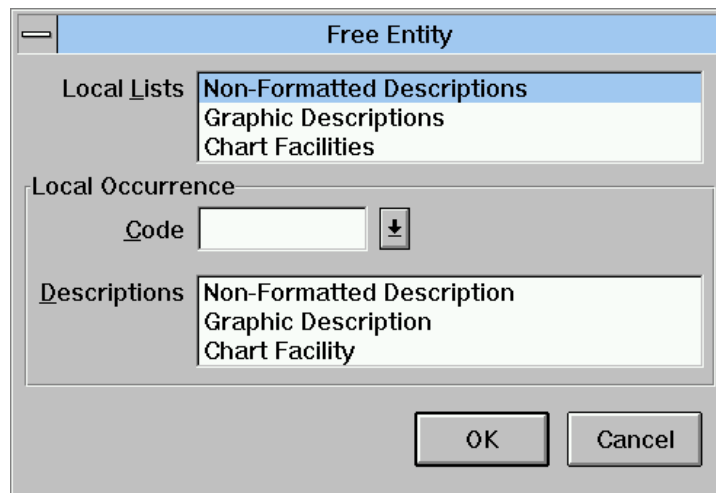 Free Entity
Local Lists
Non-Formatted Descriptions
Graphic Descriptions
Chart Facilities
Local Occurrence
Code
Descriptions
Non-Formatted Description
Graphic Description
Chart Facility
OK Cancel